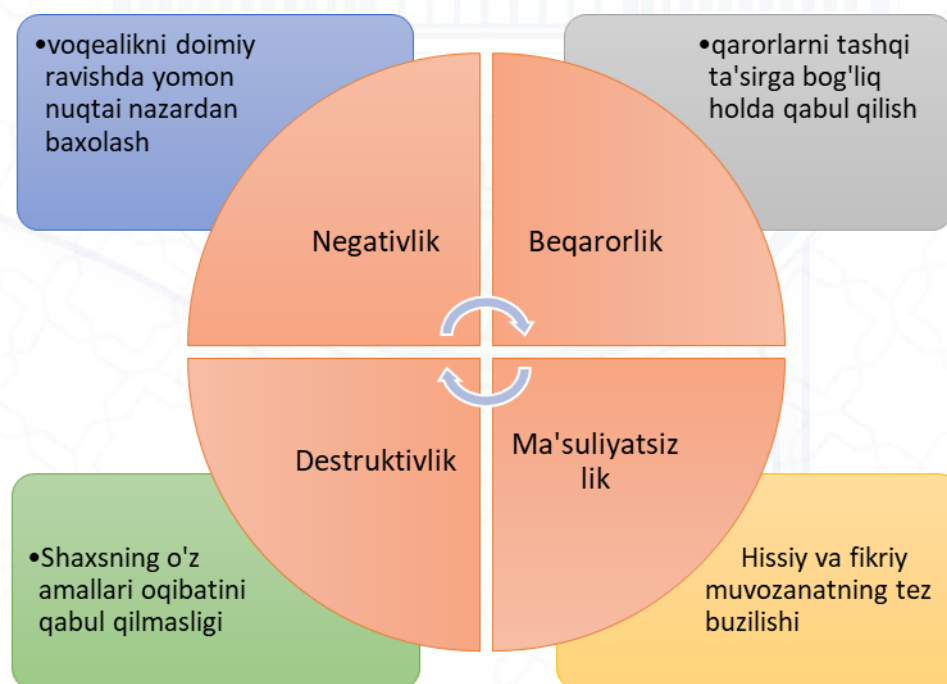 •voqealikni doimiy
ravishda yomon
nuqtai nazardan
baxolash
•qarorlarni tashqi
ta'sirga bog'liq
holda qabul qilish
Negativlik
Beqarorlik
Destruktivlik
Ma'suliyatsiz
lik
•Shaxsning o'z
amallari oqibatini
qabul qilmasligi
Hissiy va fikriy
muvozanatning tez
buzilishi